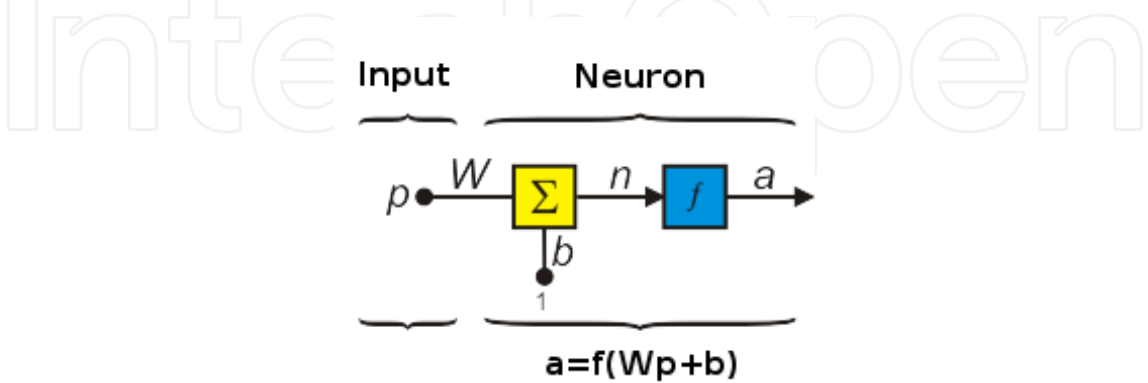 IntechOpen
Input Neuron
p W Σ n f a
b
1
a=f(Wp+b)